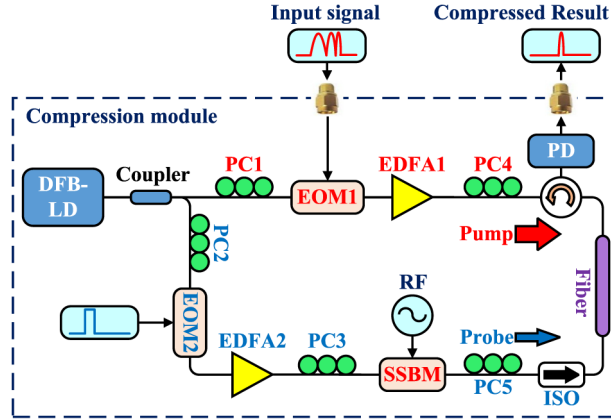 Input signal
Compressed Result
Compression module
DFB-
LD
Coupler
PC1
EOM1
EDFA1
PC4
PD
PC2
Pump
Fiber
EOM2
RF
EDFA2
PC3
SSBM
Probe
PC5
ISO